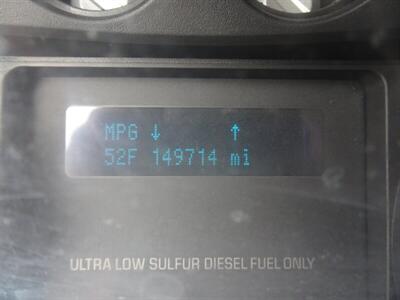 MPG ↓ ↑
52F 149714 mi
ULTRA LOW SULFUR DIESEL FUEL ONLY